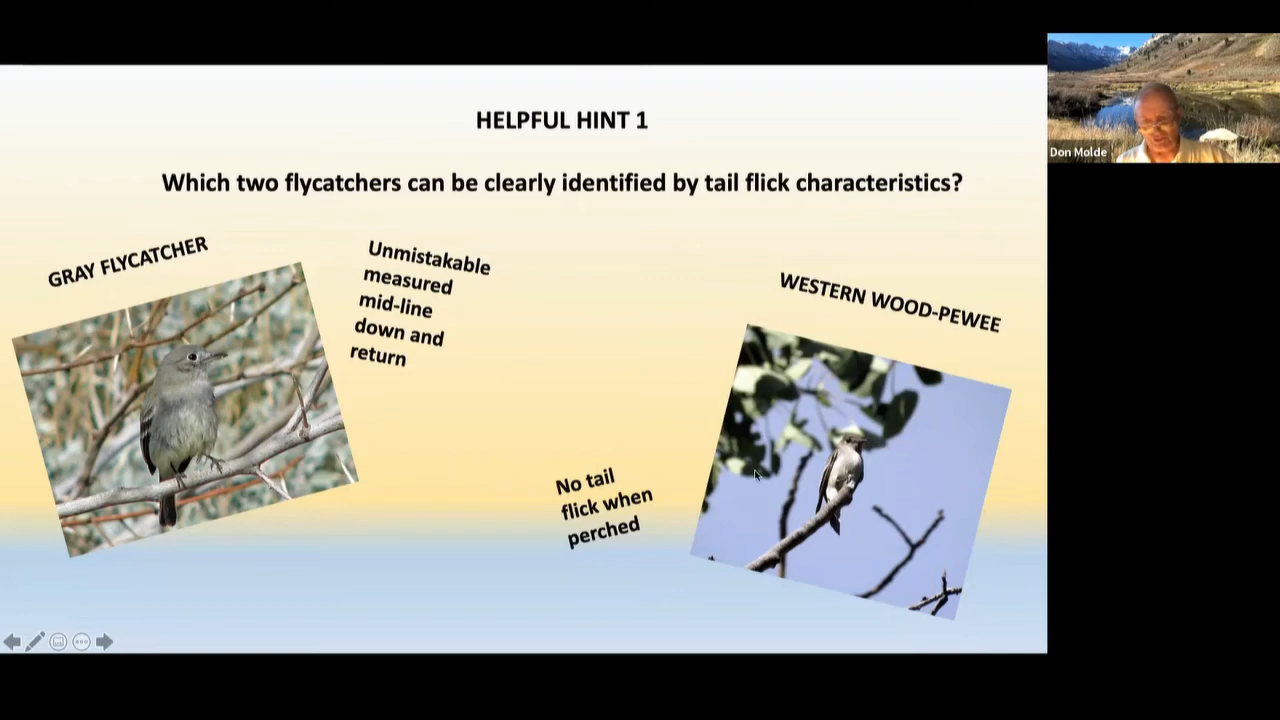 HELPFUL HINT 1
Which two flycatchers can be clearly identified by tail flick characteristics?
GRAY FLYCATCHER
Unmistakable
measured
mid-line
down and
return
WESTERN WOOD-PEWEE
No tail
flick when
perched
Don Molde